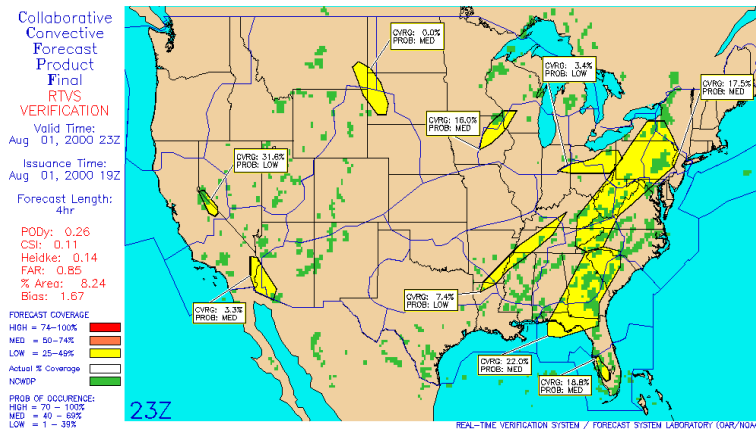 Collaborative
Convective
Forecast
Product
Final
RTVS
VERIFICATION
Valid Time:
Aug 01, 2000 23Z
Issuance Time:
Aug 01, 2000 19Z
Forecast Length:
4hr
PODy: 0.26
CSI: 0.11
Heidke: 0.14
FAR: 0.85
% Area: 8.24
Bias: 1.67
FORECAST COVERAGE
HIGH = 74-100%
MED = 50-74%
LOW = 25-49%
Actual % Coverage
NCWDP
PROB OF OCCURENCE:
HIGH = 70 - 100%
MED = 40 - 69%
LOW = 1 - 39%
CVRG: 0.0%
PROB: MED
CVRG: 3.4%
PROB: LOW
CVRG: 17.5%
PROB: MED
CVRG: 16.0%
PROB: MED
CVRG: 31.6%
PROB: LOW
CVRG: 3.3%
PROB: MED
CVRG: 7.4%
PROB: LOW
CVRG: 22.0%
PROB: MED
CVRG: 18.8%
PROB: MED
23Z
REAL-TIME VERIFICATION SYSTEM / FORECAST SYSTEM LABORATORY (OAR/NOA